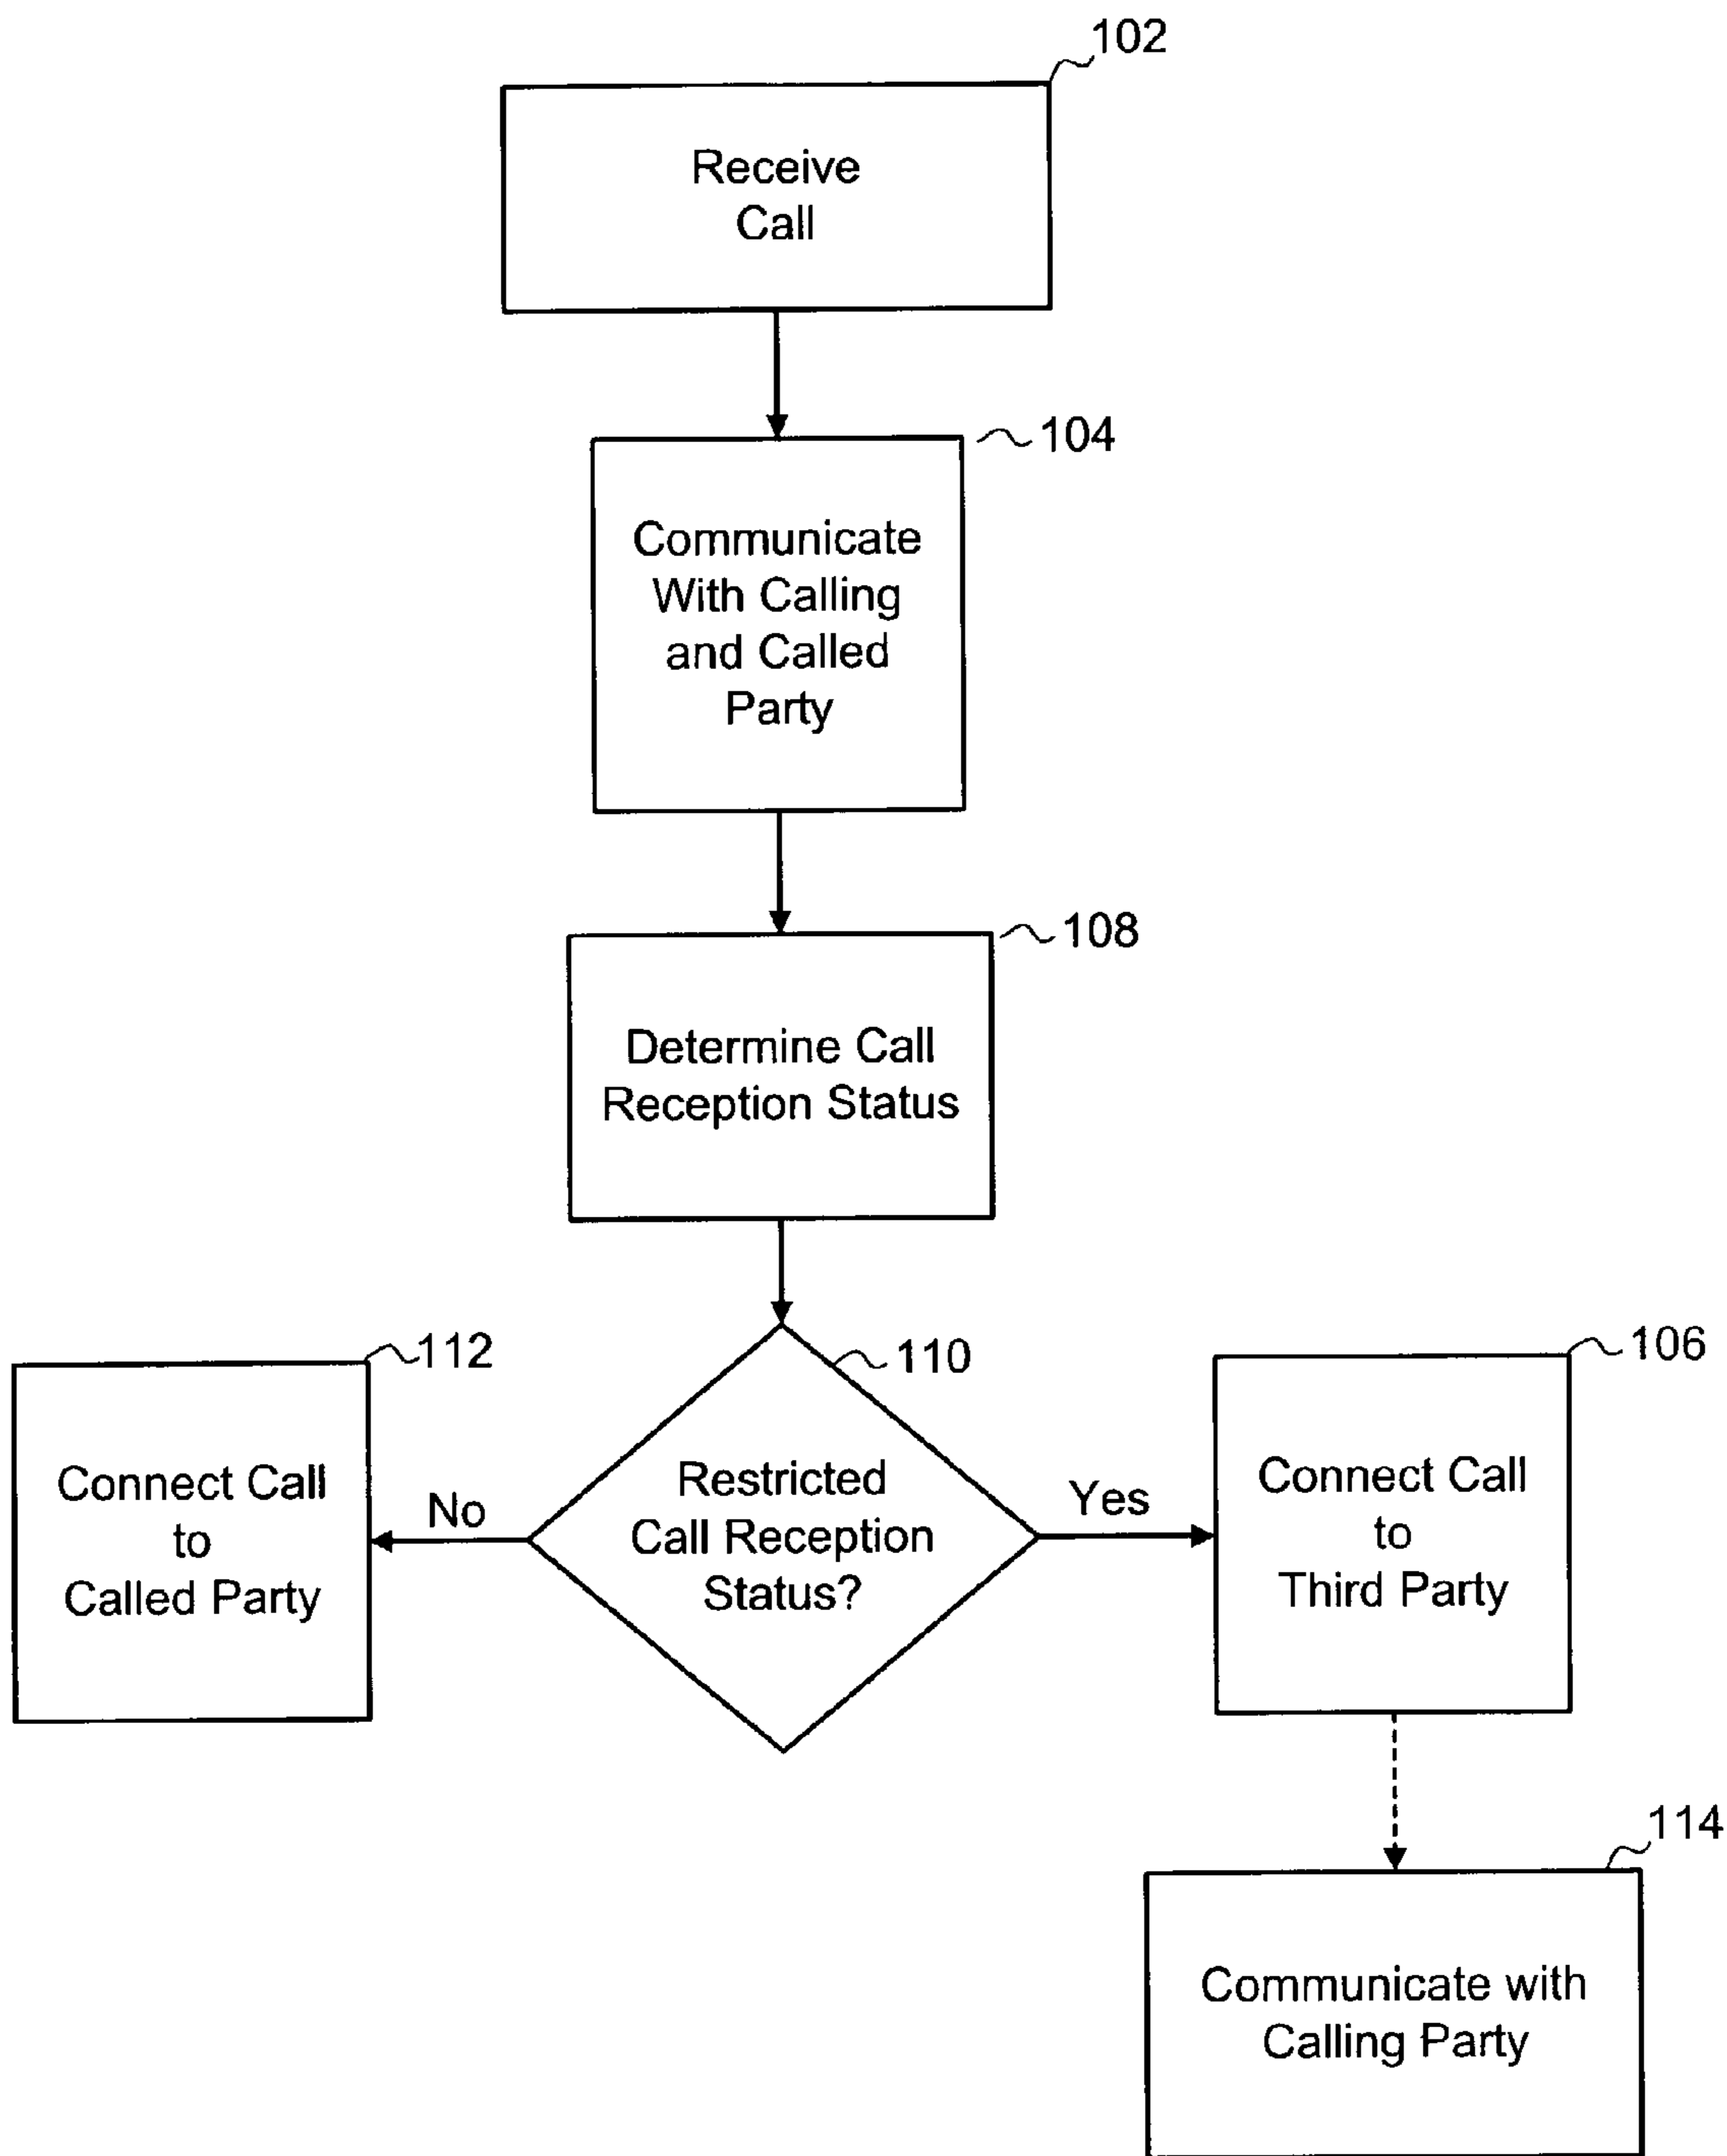 102
Receive
Call
104
Communicate
With Calling
and Called
Party
108
Determine Call
Reception Status
112
110
106
Connect Call
to
Called Party
No
Restricted
Call Reception
Status?
Yes
Connect Call
to
Third Party
114
Communicate with
Calling Party